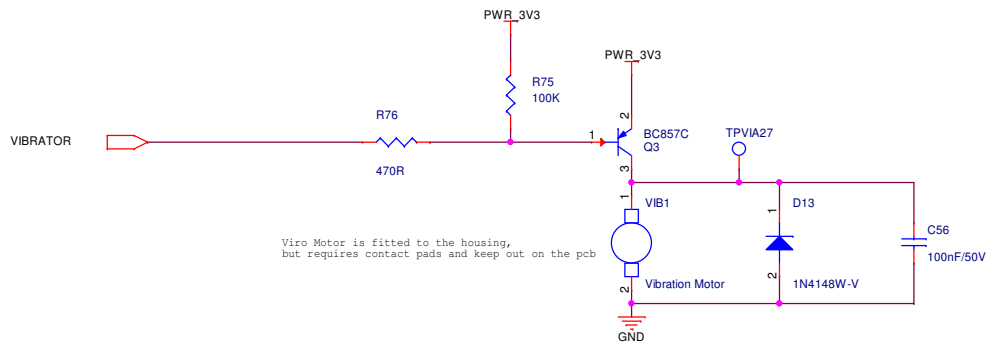 PWR_3V3
PWR_3V3
R75
100K
R76
470R
VIBRATOR
1
2
BC857C
Q3
3
TPVIA27
1
VIB1
1
D13
C56
100nF/50V
Viro Motor is fitted to the housing,
but requires contact pads and keep out on the pcb
2
Vibration Motor
2
1N4148W-V
GND